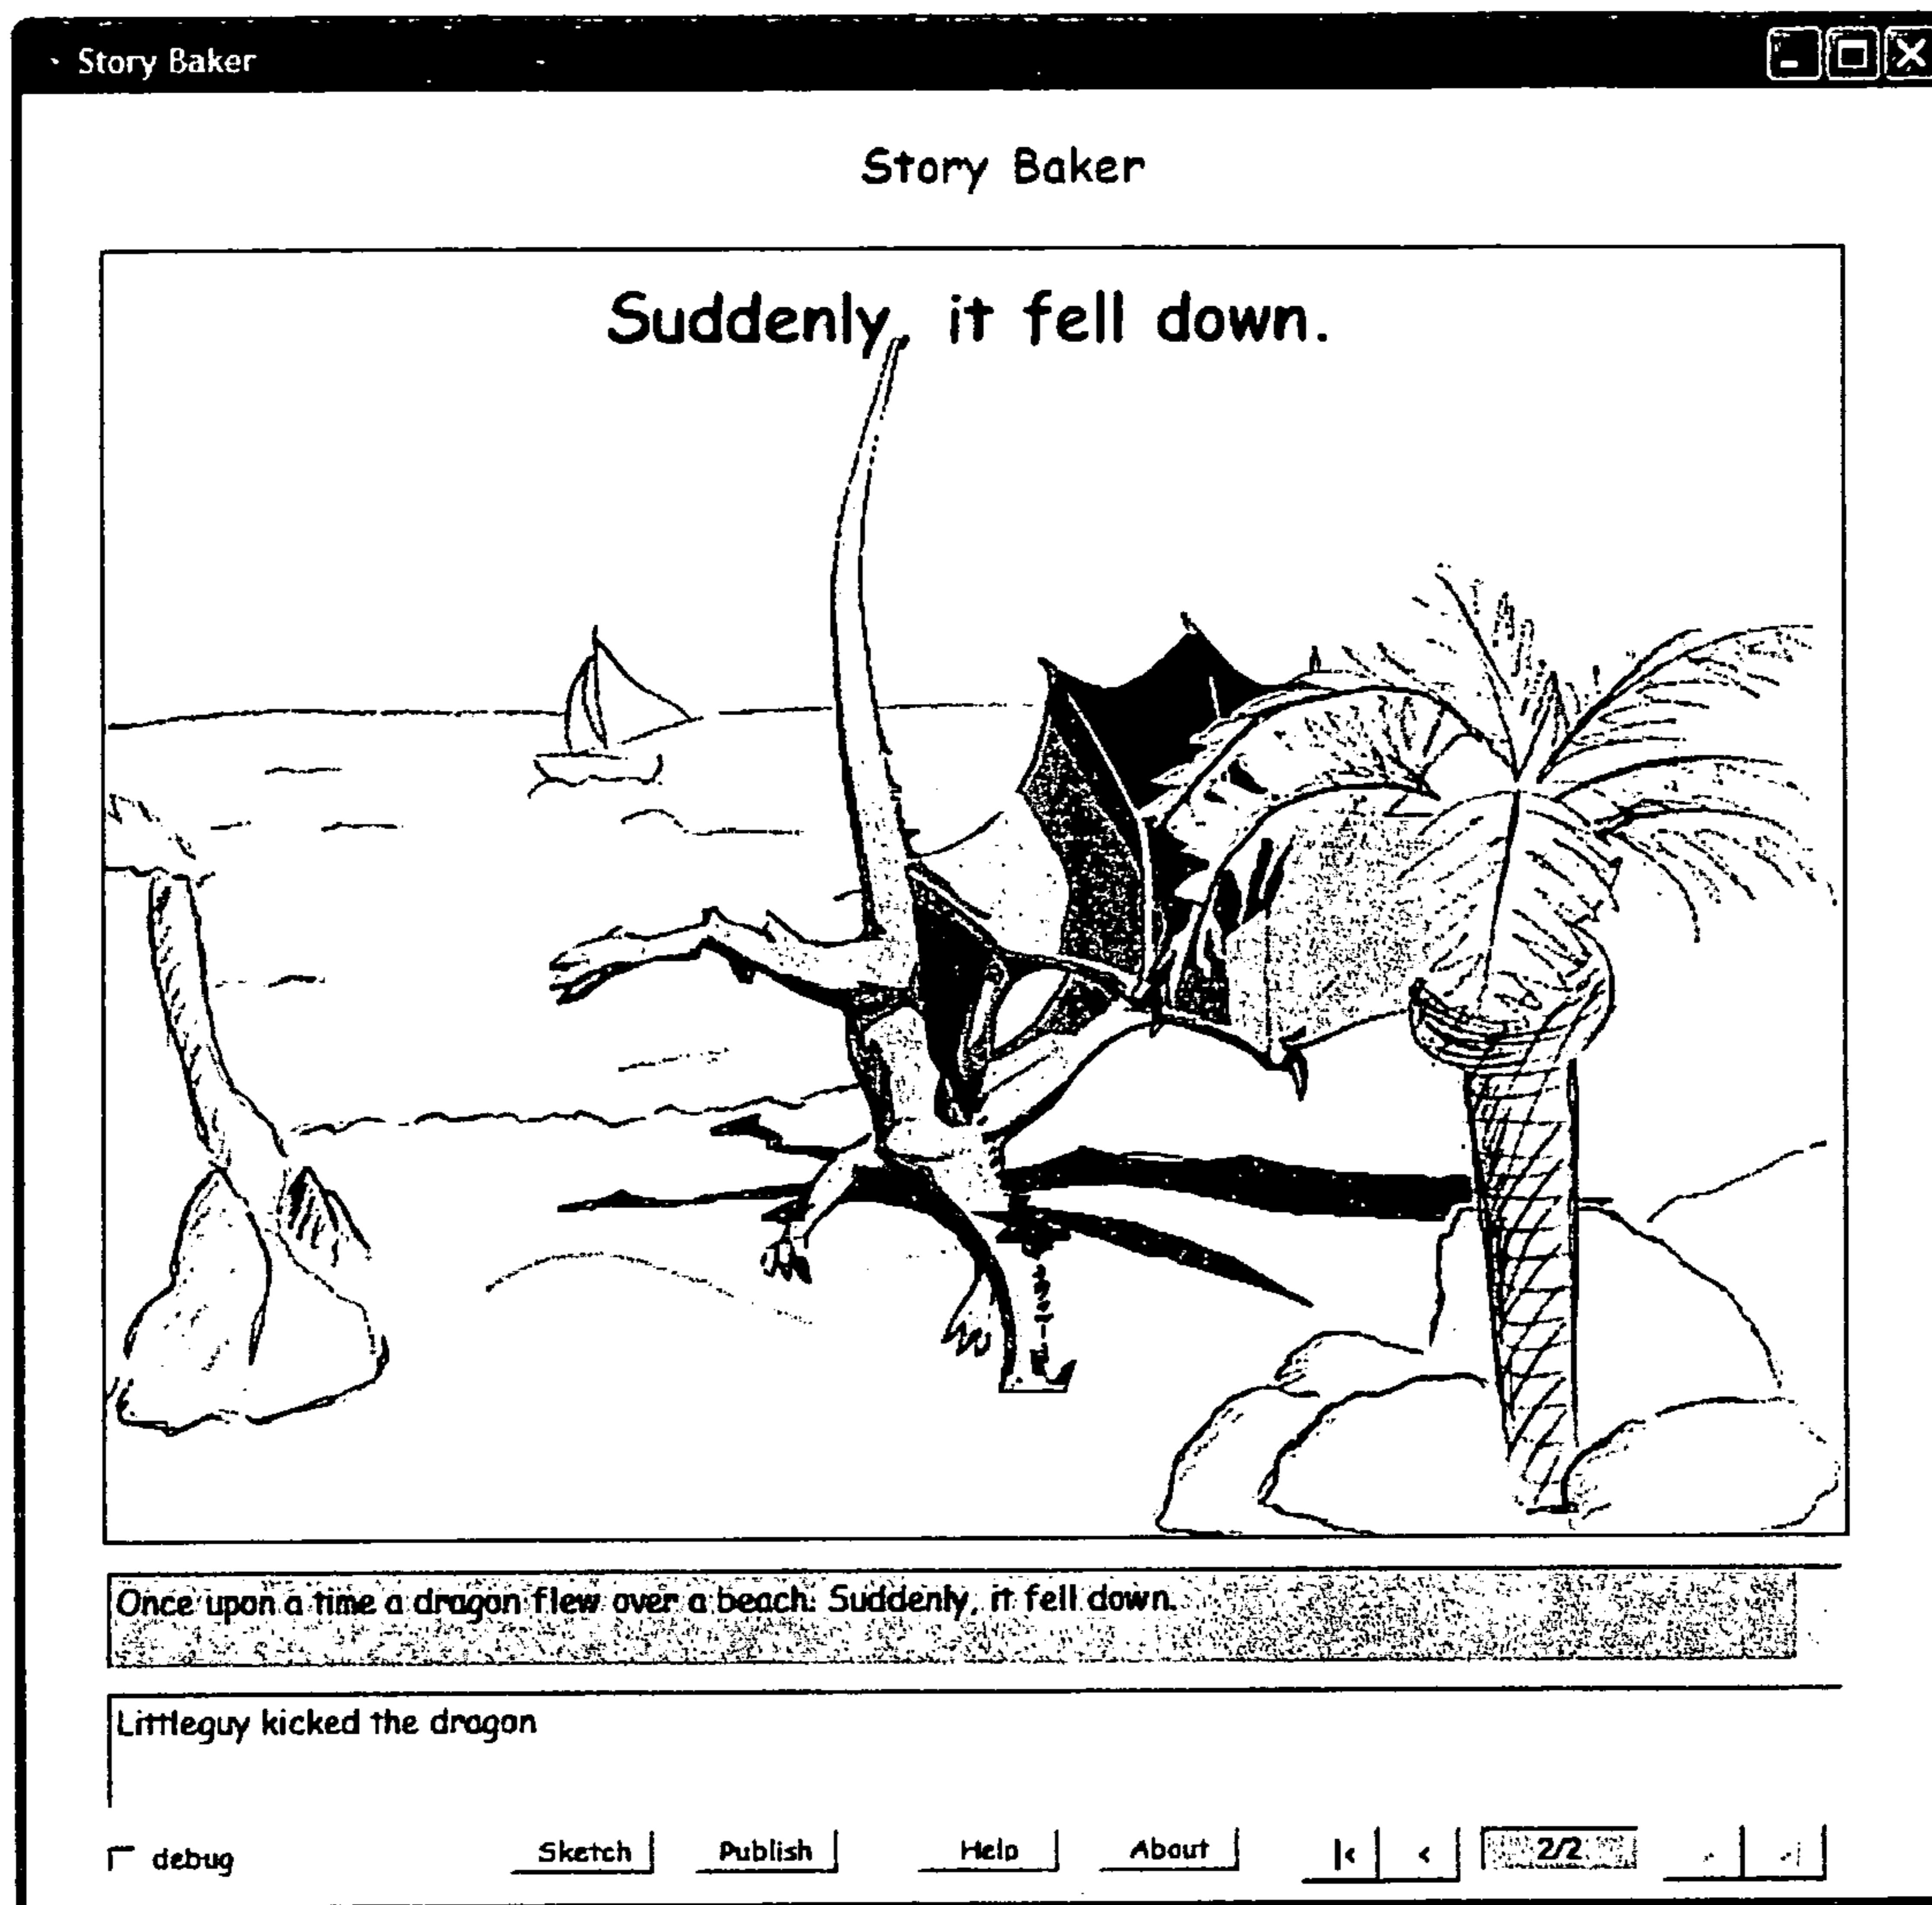 Story Baker
Story Baker
Suddenly, it fell down.
Once upon a time a dragon flew over a beach. Suddenly, it fell down.
Littleguy kicked the dragon
debug
Sketch
Publish
Help
About
|<
<
2/2